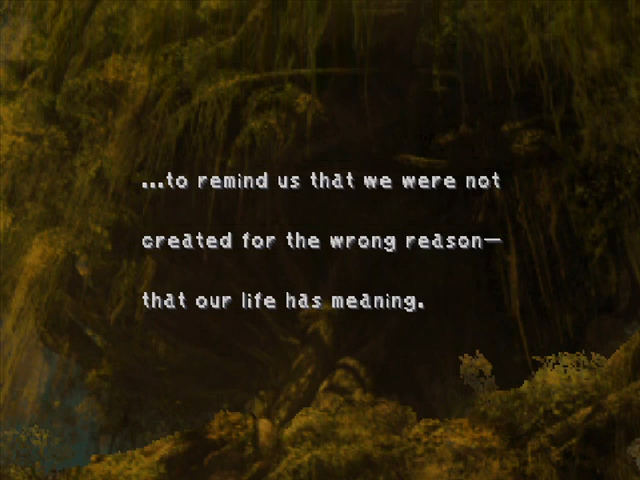 ...to remind us that we were not
created for the wrong reason—
that our life has meaning.